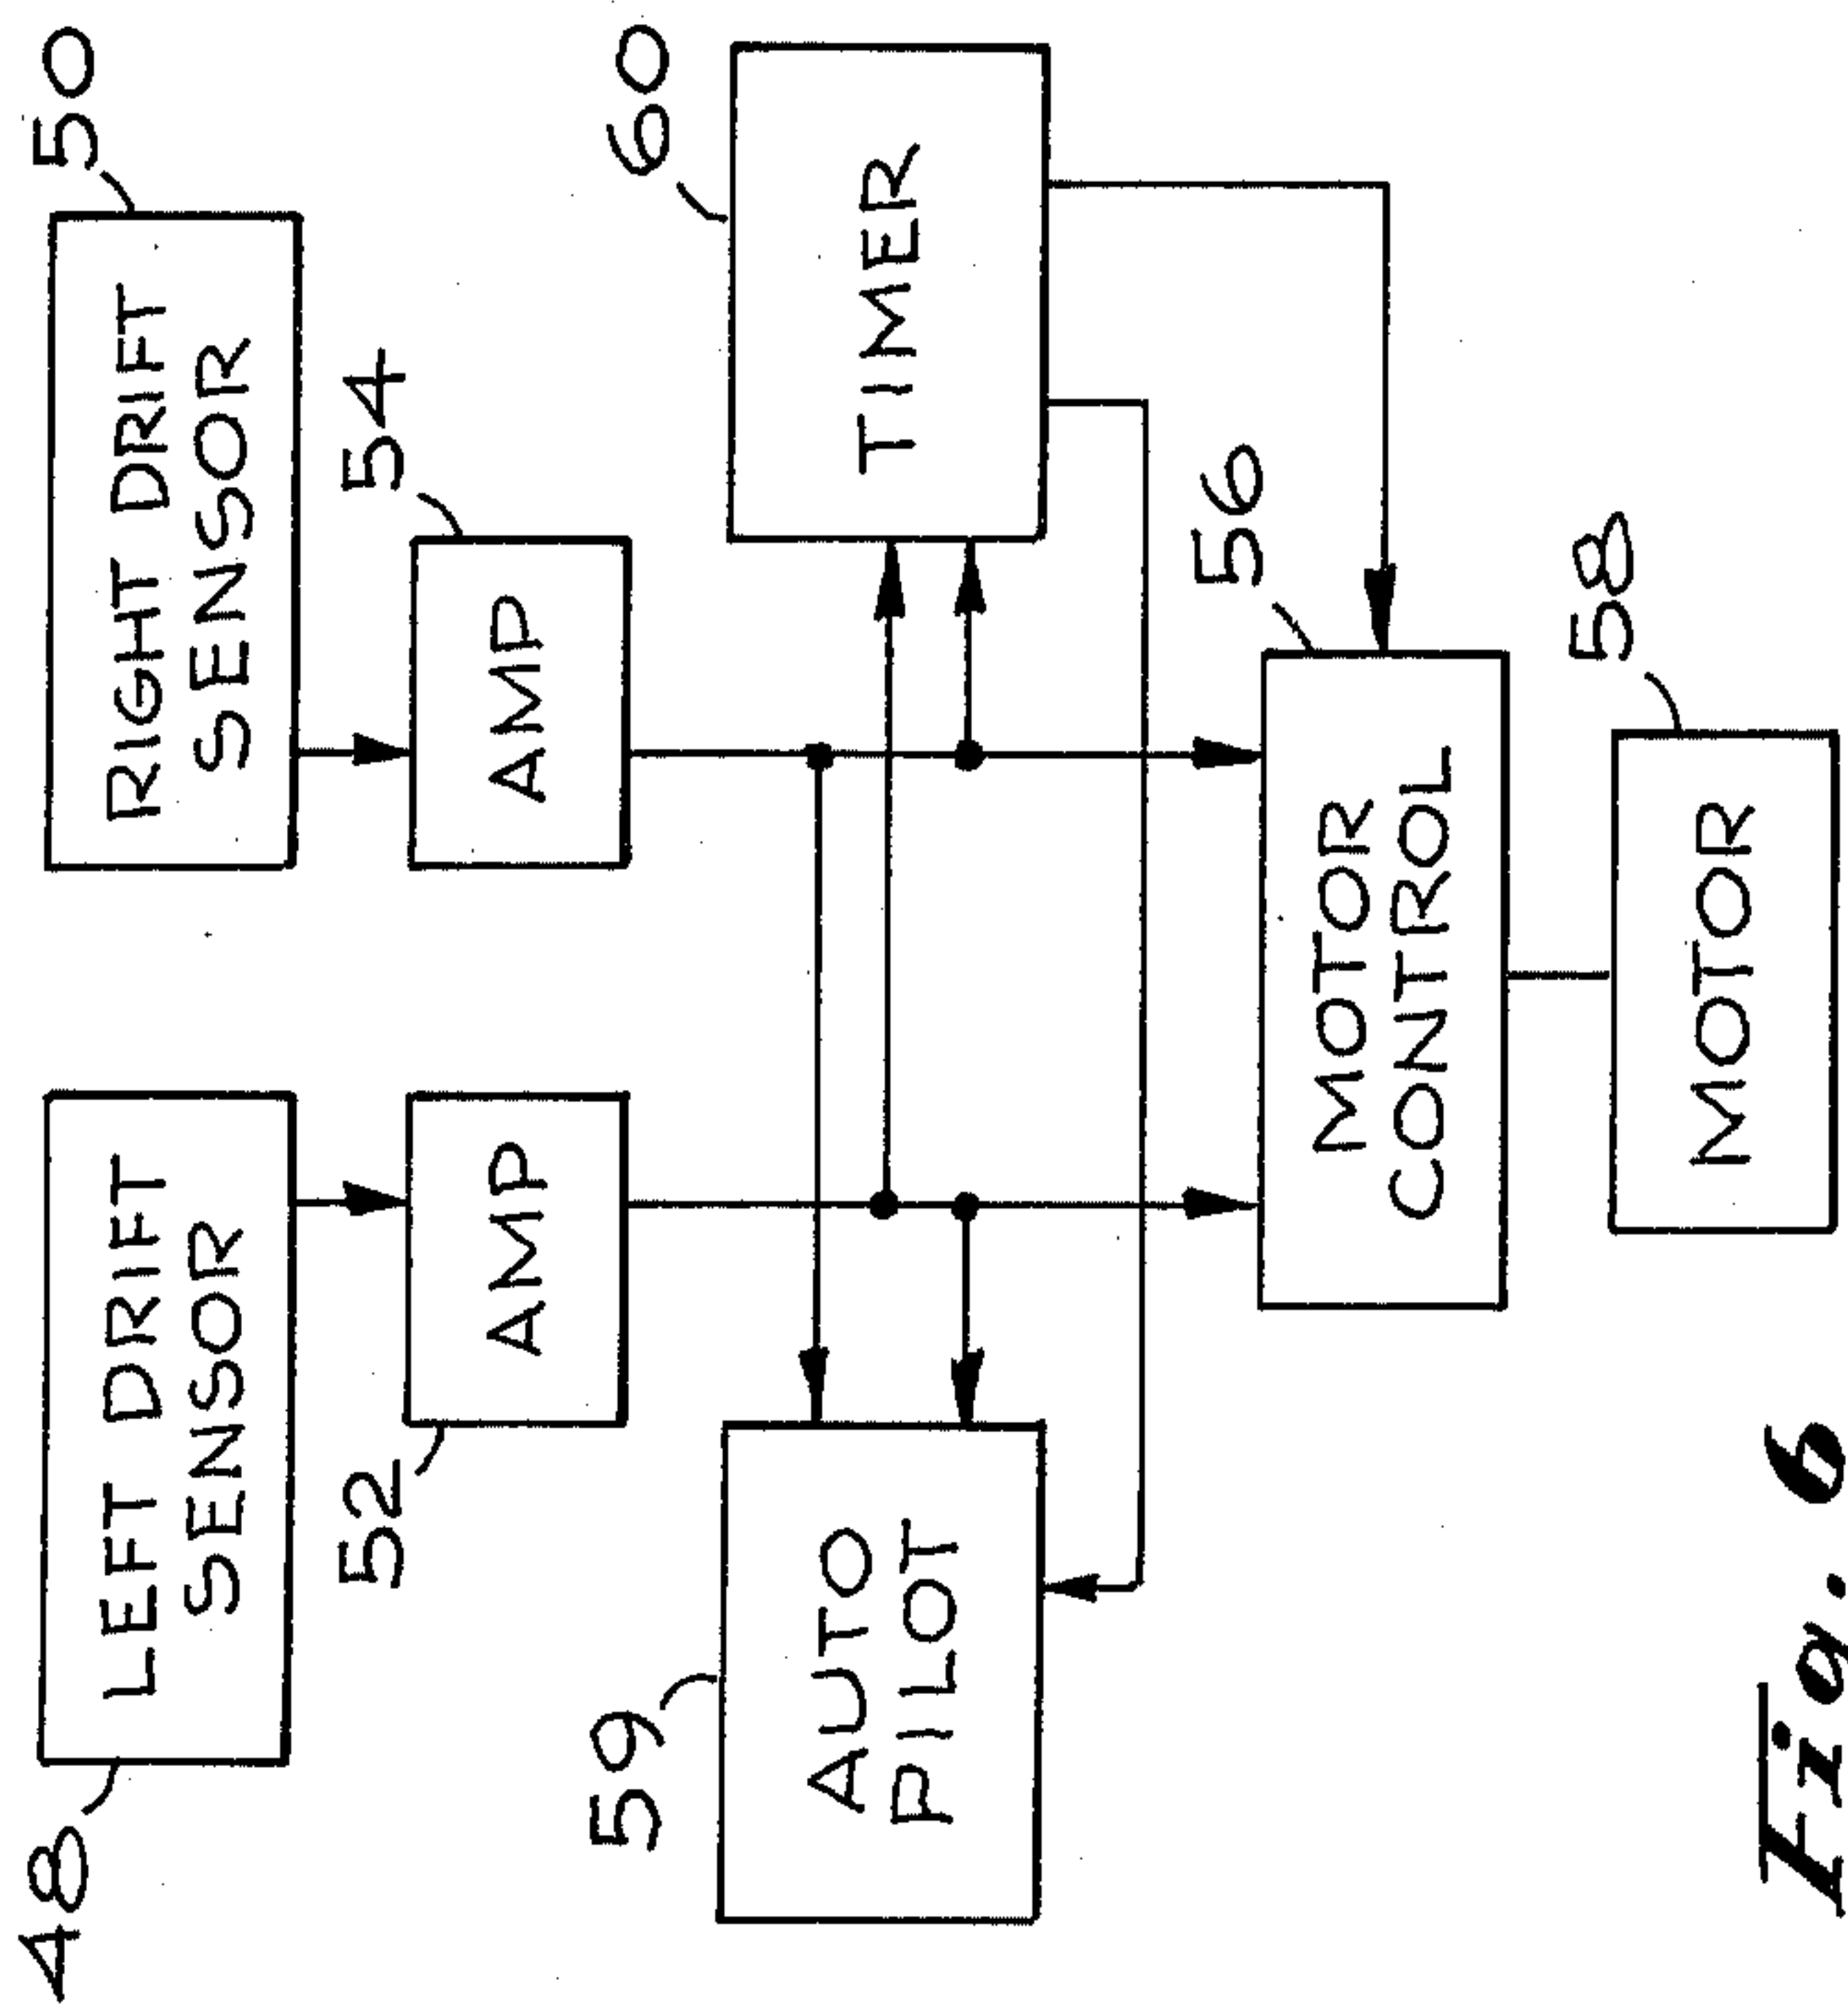 48
LEFT DRIFT
SENSOR
RIGHT DRIFT
SENSOR
50
52
AMP
AMP
54
59
AUTO
PILOT
TIMER
60
MOTOR
CONTROL
56
MOTOR
58
Fig. 6